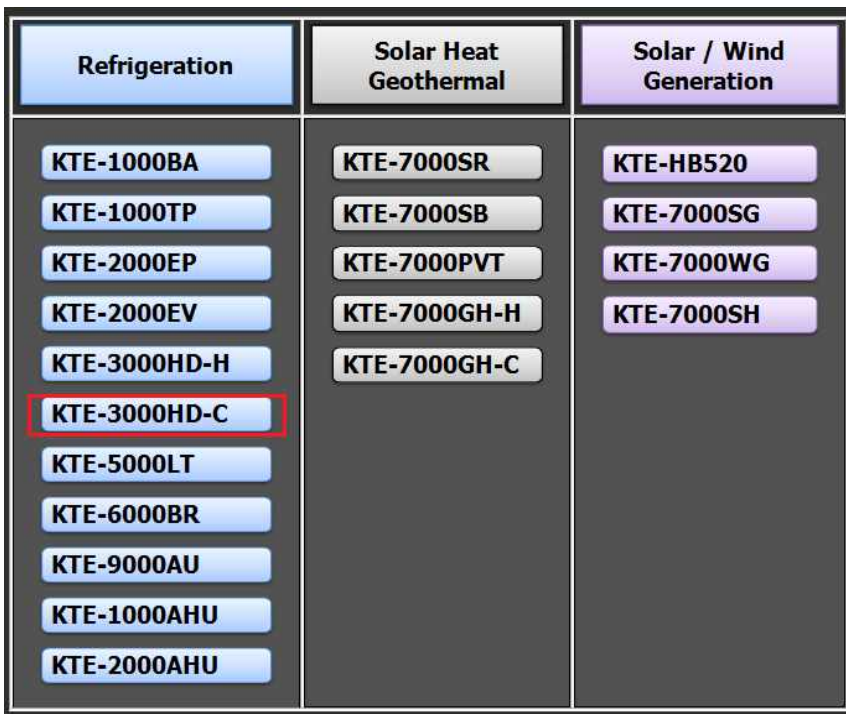 Refrigeration
Solar Heat
Geothermal
Solar / Wind
Generation
KTE-1000BA
KTE-1000TP
KTE-2000EP
KTE-2000EV
KTE-3000HD-H
KTE-3000HD-C
KTE-5000LT
KTE-6000BR
KTE-9000AU
KTE-1000AHU
KTE-2000AHU
KTE-7000SR
KTE-7000SB
KTE-7000PVT
KTE-7000GH-H
KTE-7000GH-C
KTE-HB520
KTE-7000SG
KTE-7000WG
KTE-7000SH